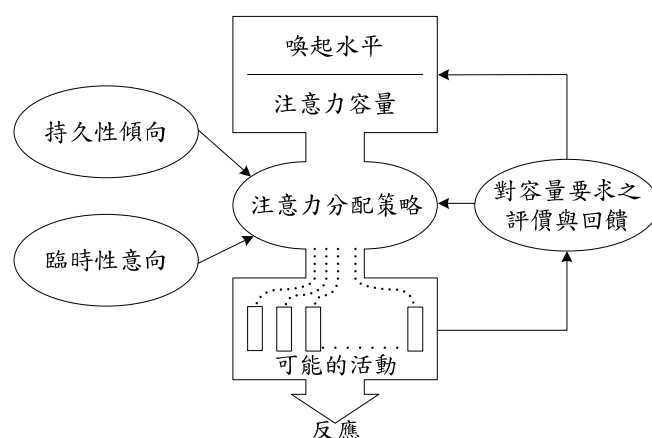 喚起水平
注意力容量
持久性傾向
注意力分配策略
對容量要求之
評價與回饋
臨時性意向
可能的活動
反應